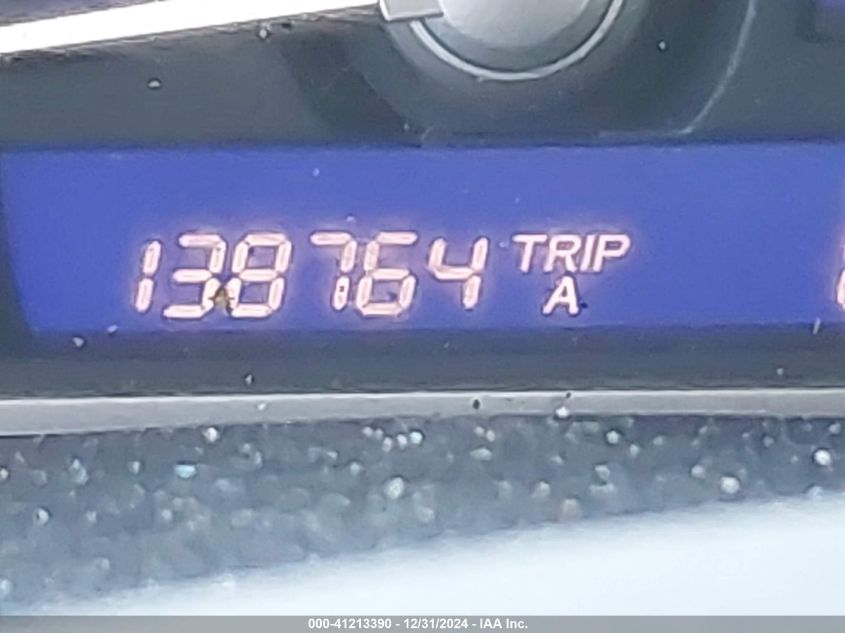 138764 TRIP
A
000-41213390 - 12/31/2024 - IAA Inc.